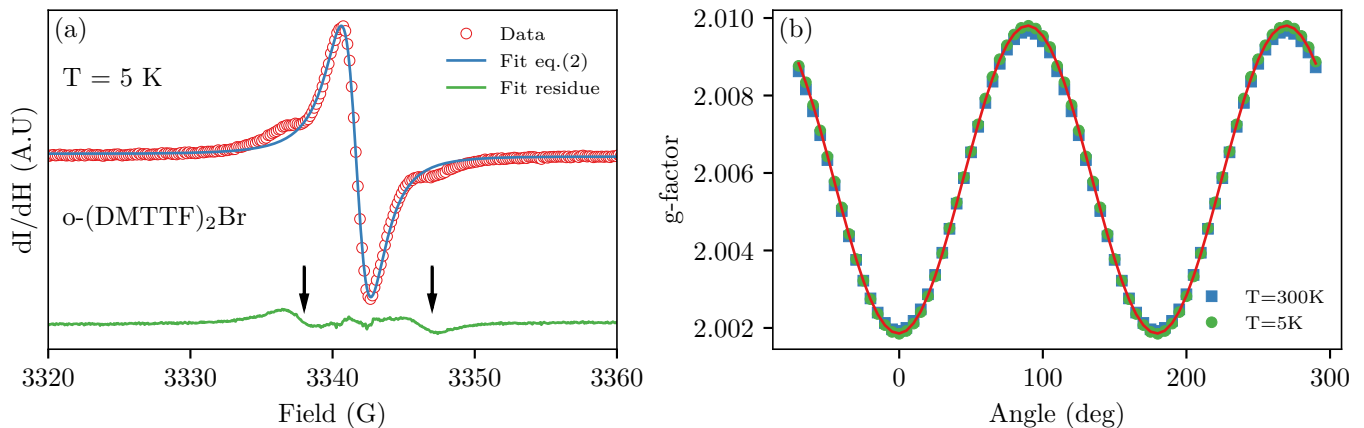 (a)
Data
Fit eq.(2)
Fit residue
T = 5 K
o-(DMTTF)₂Br
dI/dH (A.U)
3320 3330 3340 3350 3360
Field (G)
(b)
2.010
2.008
2.006
2.004
2.002
g-factor
T=300K
T=5K
0 100 200 300
Angle (deg)